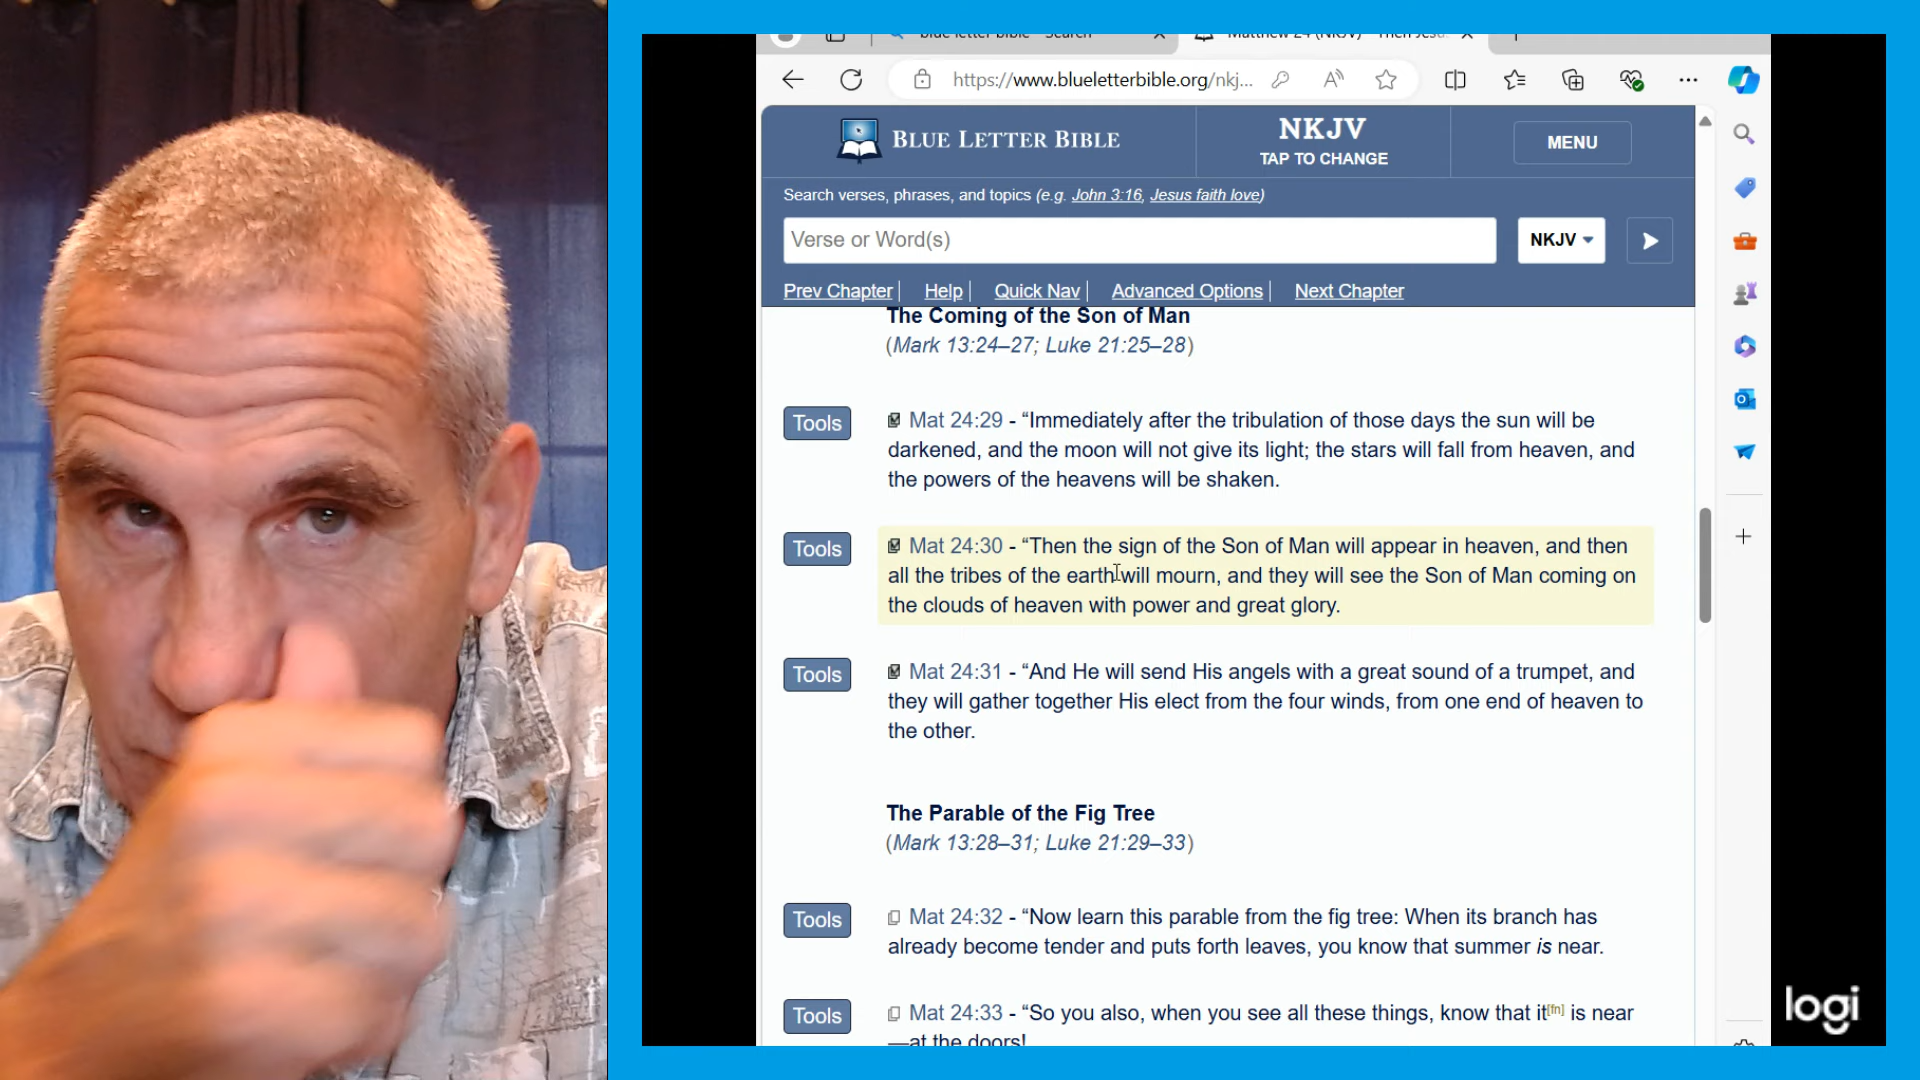 blue letter bible - Search
Matthew 24 (NKJV) - Then Jesu
https://www.blueletterbible.org/nkj...
BLUE LETTER BIBLE
NKJV
TAP TO CHANGE
MENU
Search verses, phrases, and topics (e.g. John 3:16, Jesus faith love)
Verse or Word(s)
NKJV
Prev Chapter | Help | Quick Nav | Advanced Options | Next Chapter
The Coming of the Son of Man
(Mark 13:24–27; Luke 21:25–28)
Tools
Mat 24:29 - “Immediately after the tribulation of those days the sun will be
darkened, and the moon will not give its light; the stars will fall from heaven, and
the powers of the heavens will be shaken.
Tools
Mat 24:30 - “Then the sign of the Son of Man will appear in heaven, and then
all the tribes of the earth will mourn, and they will see the Son of Man coming on
the clouds of heaven with power and great glory.
Tools
Mat 24:31 - “And He will send His angels with a great sound of a trumpet, and
they will gather together His elect from the four winds, from one end of heaven to
the other.
The Parable of the Fig Tree
(Mark 13:28–31; Luke 21:29–33)
Tools
Mat 24:32 - “Now learn this parable from the fig tree: When its branch has
already become tender and puts forth leaves, you know that summer is near.
Tools
Mat 24:33 - “So you also, when you see all these things, know that it[fn] is near
—at the doors!
logi